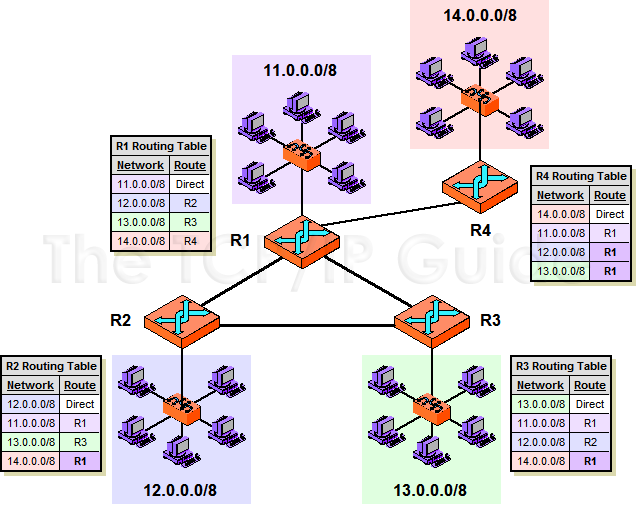 14.0.0.0/8
11.0.0.0/8
R1 Routing Table
Network Route
11.0.0.0/8 Direct
12.0.0.0/8 R2
13.0.0.0/8 R3
14.0.0.0/8 R4
R4 Routing Table
Network Route
14.0.0.0/8 Direct
11.0.0.0/8 R1
12.0.0.0/8 R1
13.0.0.0/8 R1
R1
R4
The TCP/IP Guide
R2
R3
R2 Routing Table
Network Route
12.0.0.0/8 Direct
11.0.0.0/8 R1
13.0.0.0/8 R3
14.0.0.0/8 R1
R3 Routing Table
Network Route
13.0.0.0/8 Direct
11.0.0.0/8 R1
12.0.0.0/8 R2
14.0.0.0/8 R1
12.0.0.0/8
13.0.0.0/8